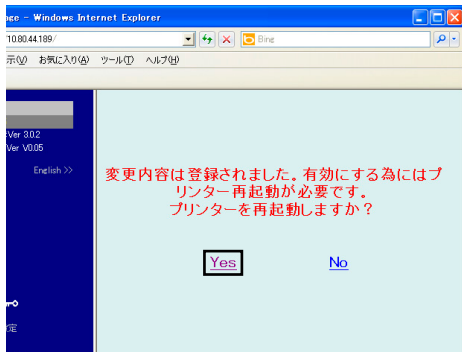 age - Windows Internet Explorer
10.80.44.189/
Bing
示(V) お気に入り(A) ツール(T) ヘルプ(H)
:Ver 3.02
Ver V0.05
English >>
変更内容は登録されました。有効にする為にはプ
リンター再起動が必要です。
プリンターを再起動しますか？
Yes No
定